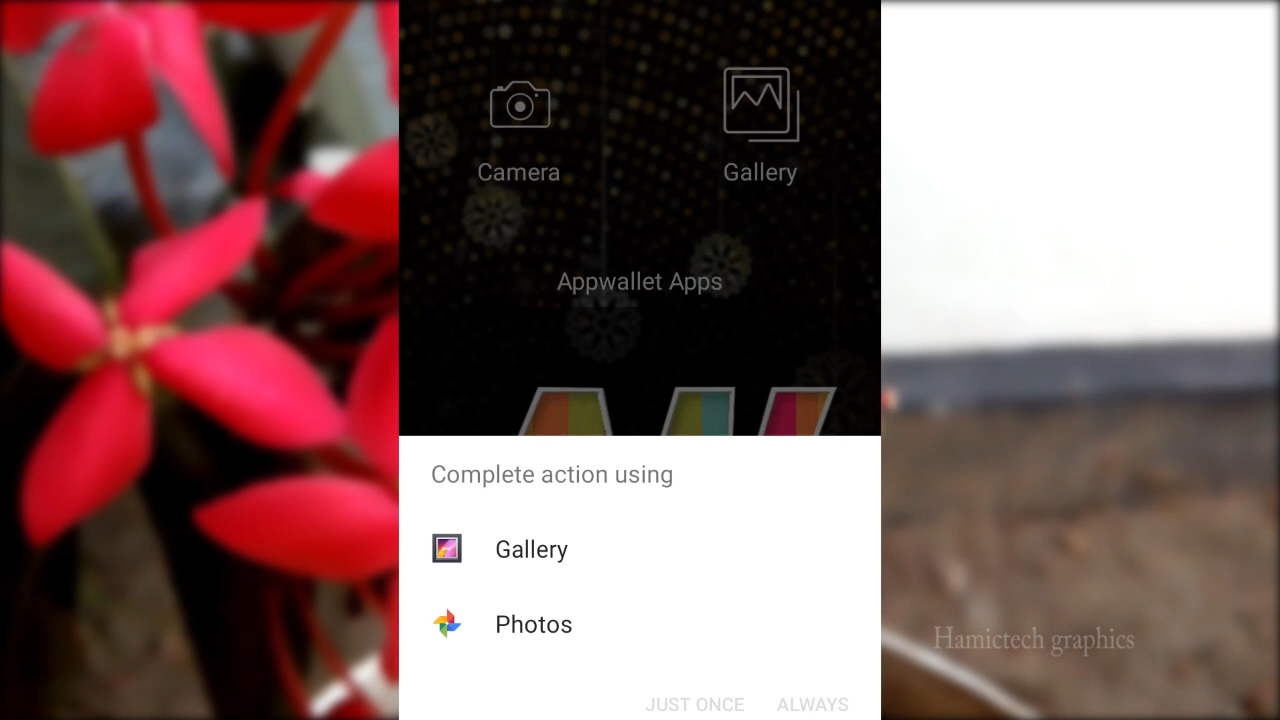 Camera
Gallery
Appwallet Apps
Complete action using
Gallery
Photos
JUST ONCE
ALWAYS
Hamictech graphics